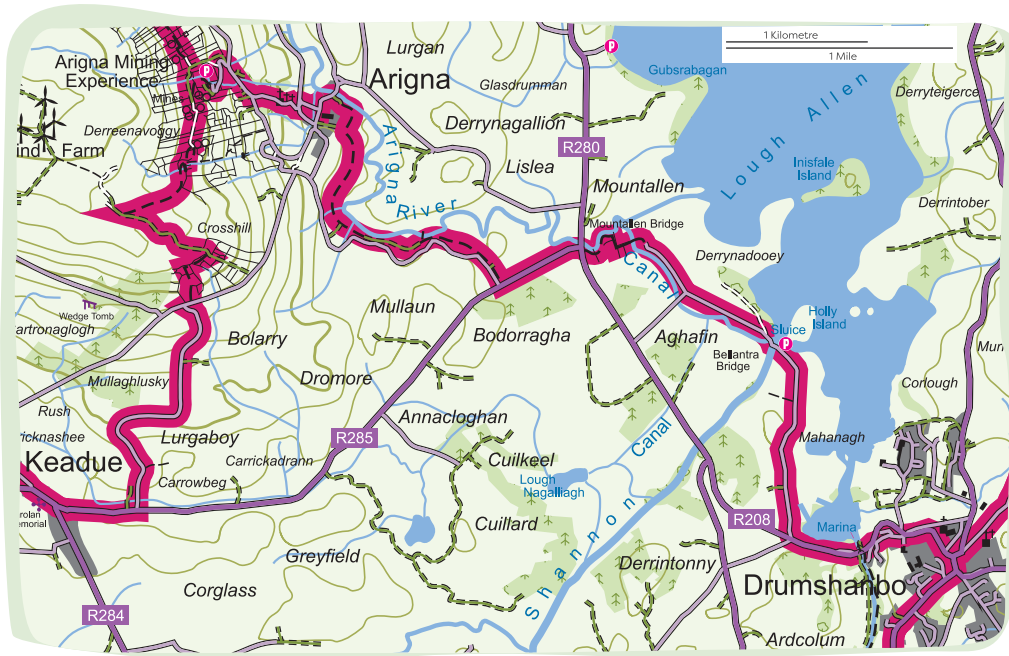 1 Kilometre
1 Mile
Lurgan
Arigna Mining
Experience
P
P
Arigna
Gubsrabagan
Glasdrumman
Derryteigerce
Mines
Derrynagallion
Derreenavoggy
ind Farm
R280
Lough Allen
Lislea
Inisfale
Island
Mountallen
Arigna
River
Derrintober
Mountallen Bridge
Crosshill
Canal
Derrynadooey
Wedge Tomb
Mullaun
Holly
Island
Sluice
P
artronaglogh
Bolarry
Bodorragha
Aghafin
Bellantra
Bridge
Mullaghlusky
Dromore
Corlough
Rush
Annacloghan
ricknashee
Lurgaboy
R285
Mahanagh
Keadue
Carrickadrann
Cuilkeel
Canal
Carrowbeg
Lough
Nagalliagh
rolan
emorial
Cuillard
Shannon
R208
Marina
Greyfield
Derrintonny
Corglass
Drumshanbo
R284
Ardcolum